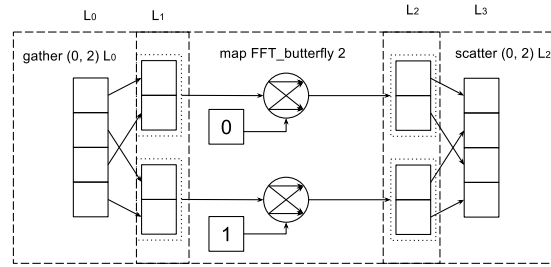 L₀ L₁ L₂ L₃
gather (0, 2) L₀ map FFT_butterfly 2 scatter (0, 2) L₂
0
1